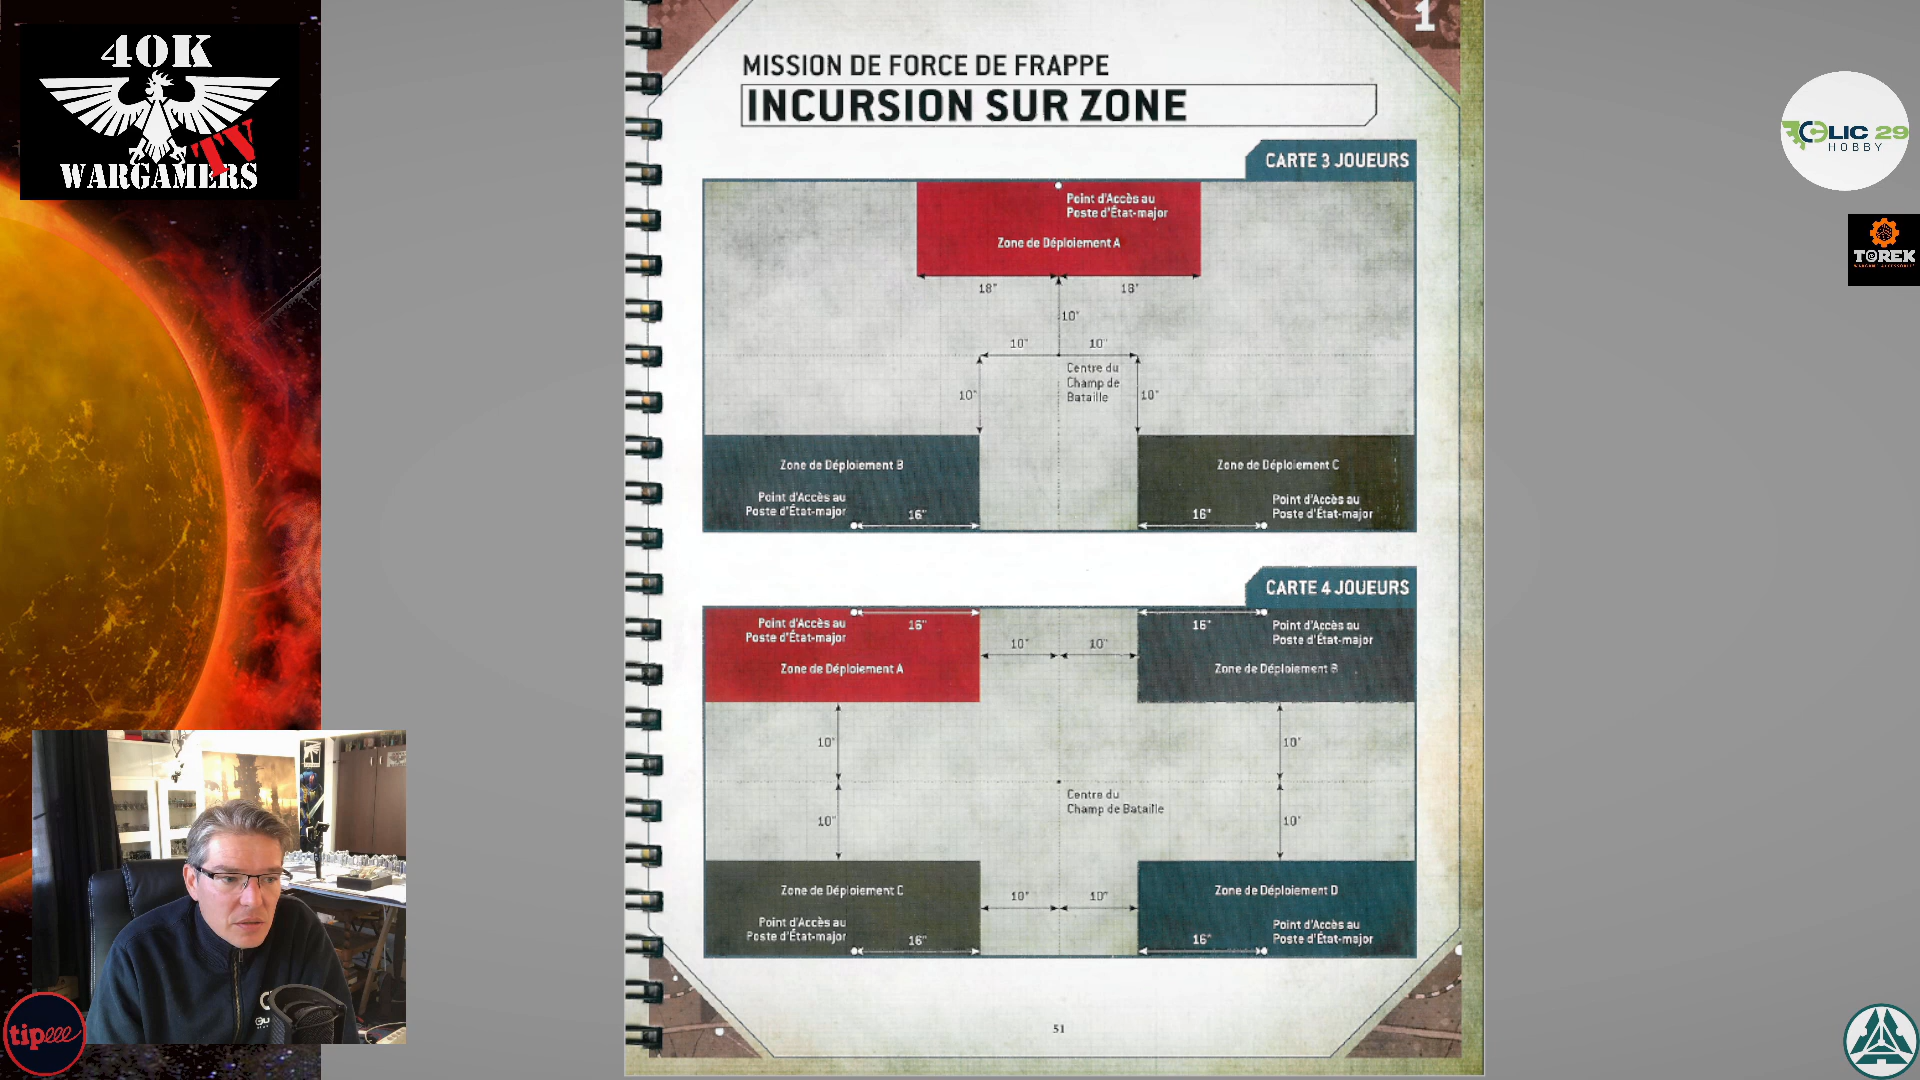 40K
TV
WARGAMERS
1
MISSION DE FORCE DE FRAPPE
INCURSION SUR ZONE
CARTE 3 JOUEURS
Point d'Accès au
Poste d'État-major
Zone de Déploiement A
18"
18"
10"
10"
10"
Centre du
Champ de
Bataille
10"
10"
Zone de Déploiement B
Point d'Accès au
Poste d'État-major
16"
Zone de Déploiement C
Point d'Accès au
Poste d'État-major
16"
CARTE 4 JOUEURS
Point d'Accès au
Poste d'État-major
16"
Zone de Déploiement A
10"
10"
16"
Point d'Accès au
Poste d'État-major
Zone de Déploiement B
10"
10"
Centre du
Champ de Bataille
10"
10"
Zone de Déploiement C
Point d'Accès au
Poste d'État-major
16"
10"
10"
Zone de Déploiement D
Point d'Accès au
Poste d'État-major
16"
51
CLIC 29
HOBBY
TOREK
tipeee